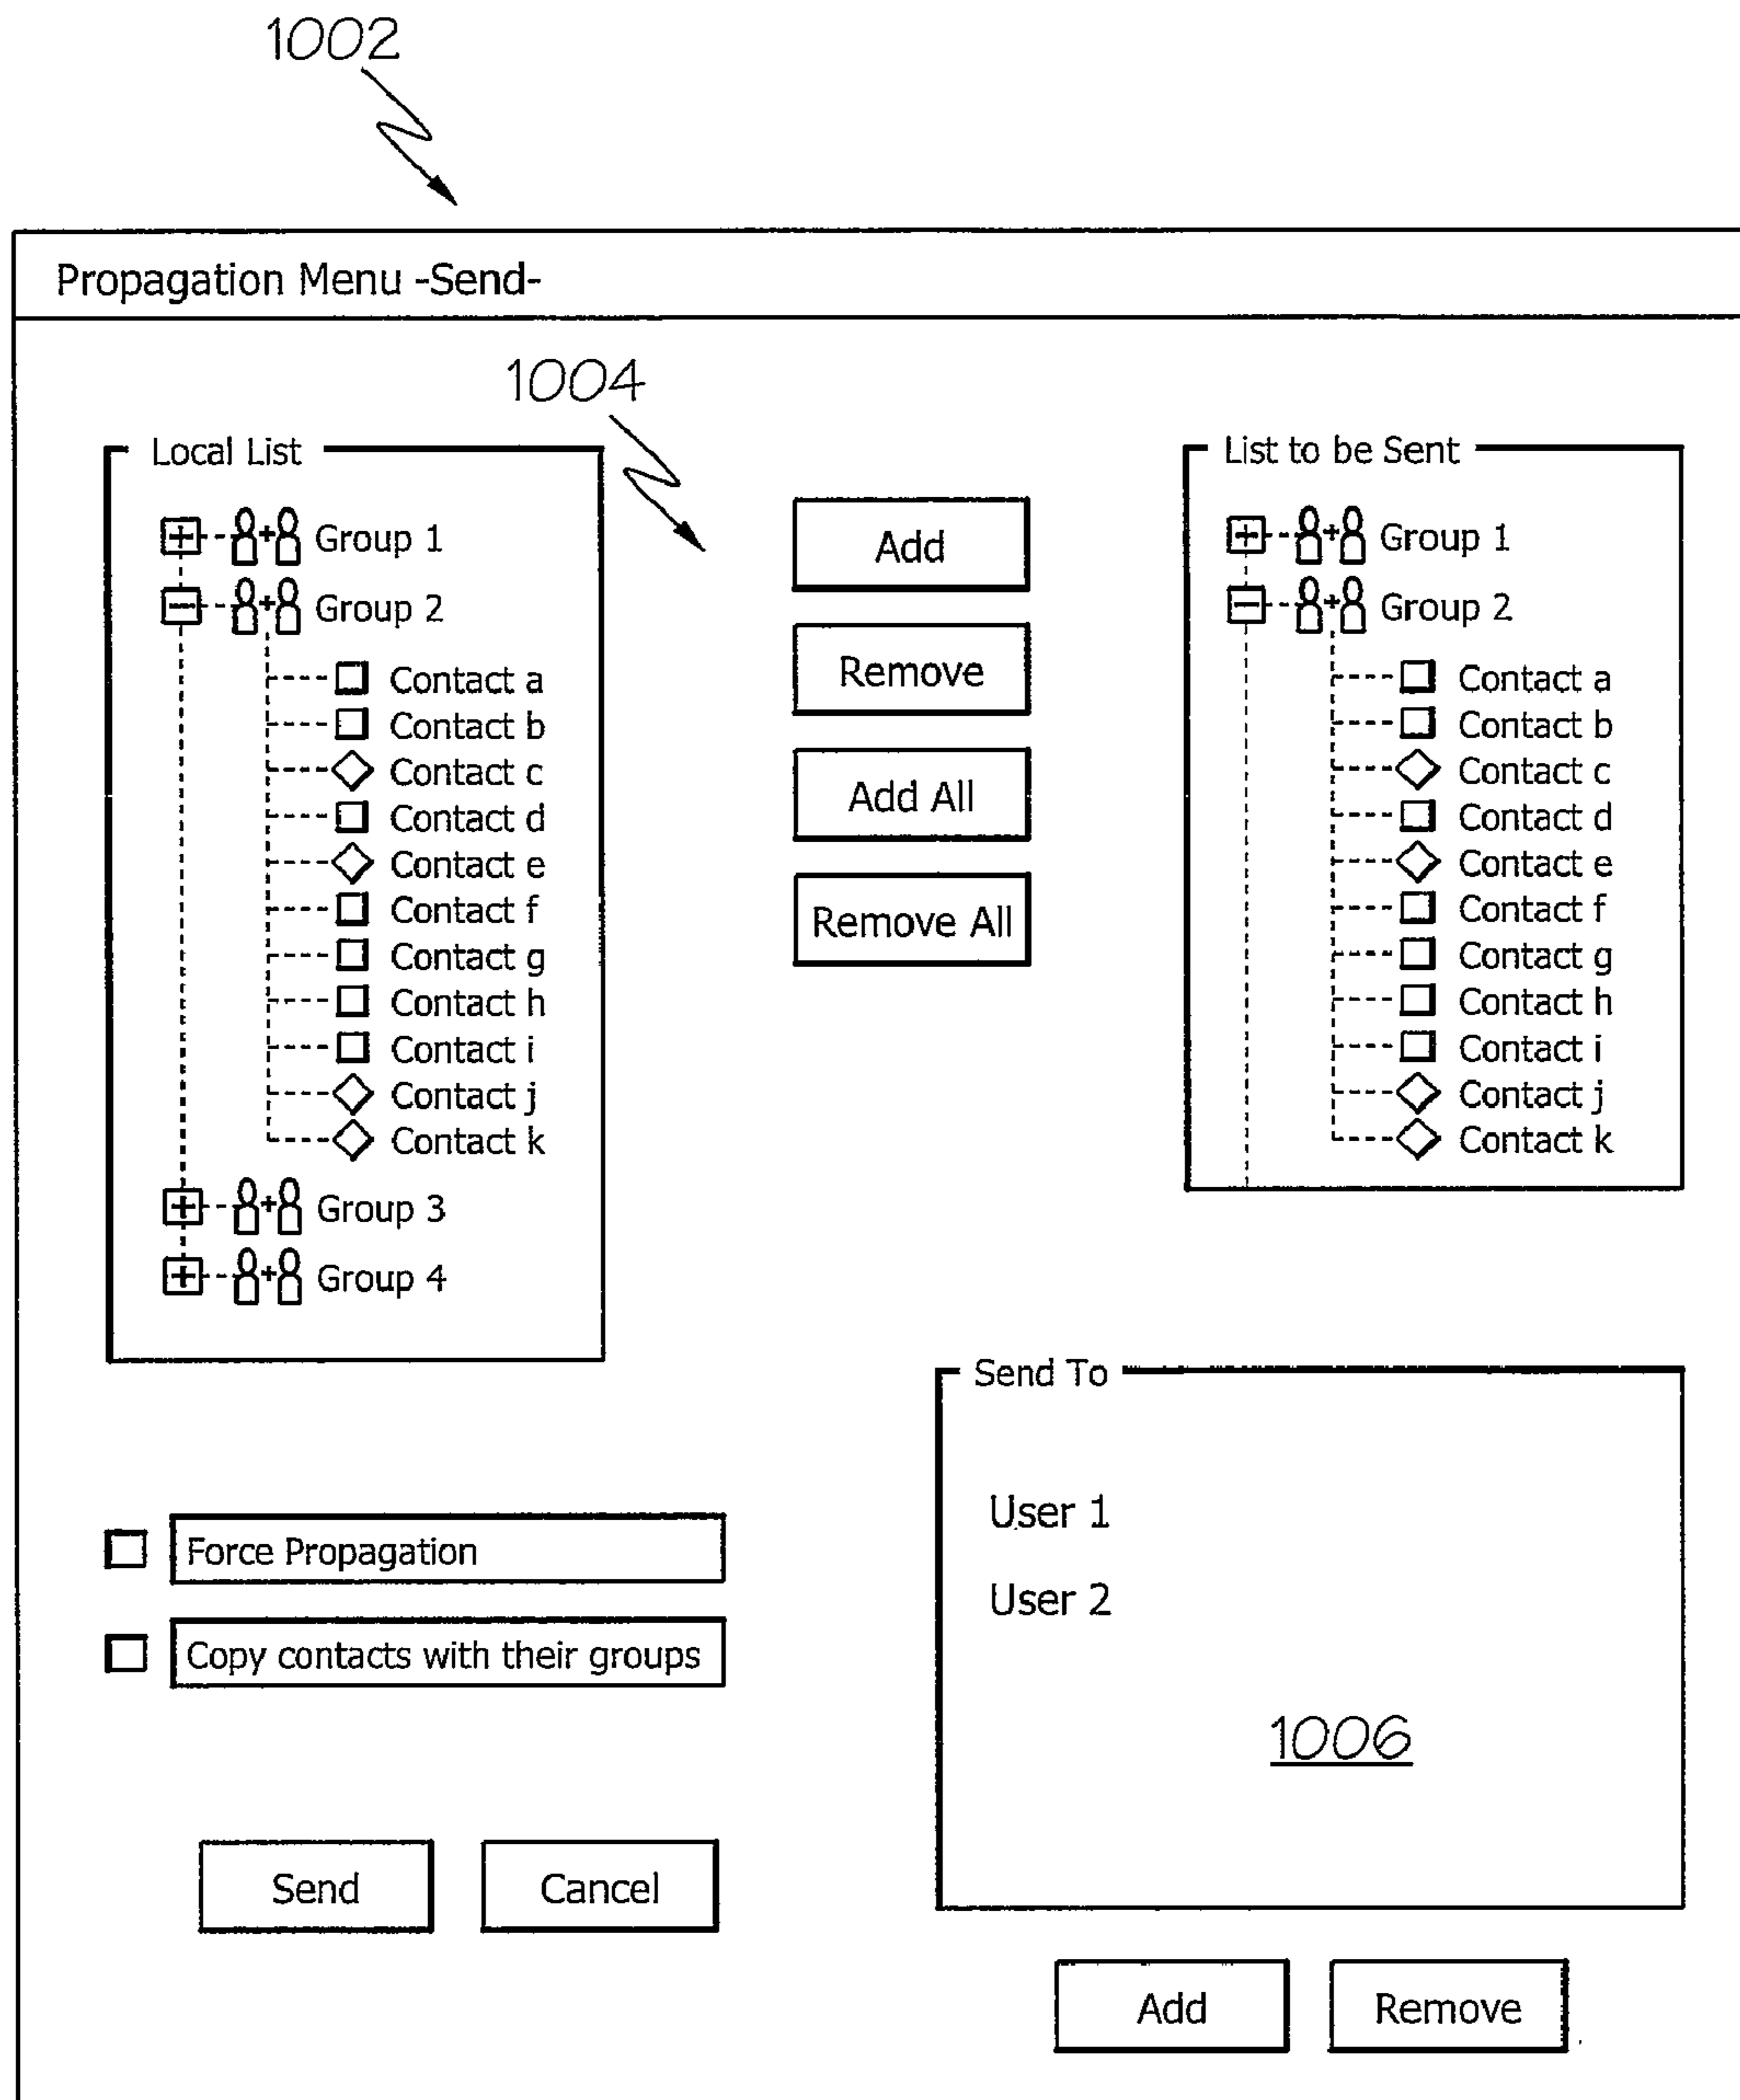 1002
Propagation Menu -Send-
1004
Local List
Group 1
Group 2
Contact a
Contact b
Contact c
Contact d
Contact e
Contact f
Contact g
Contact h
Contact i
Contact j
Contact k
Group 3
Group 4
Add
Remove
Add All
Remove All
List to be Sent
Group 1
Group 2
Contact a
Contact b
Contact c
Contact d
Contact e
Contact f
Contact g
Contact h
Contact i
Contact j
Contact k
Force Propagation
Copy contacts with their groups
Send
Cancel
Send To
User 1
User 2
1006
Add
Remove